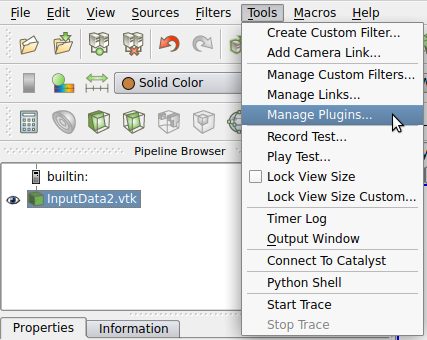 File Edit View Sources Filters Tools Macros Help
Create Custom Filter...
Add Camera Link...
Solid Color
Manage Custom Filters...
Manage Links...
Manage Plugins...
Record Test...
Pipeline Browser
Play Test...
builtin:
Lock View Size
InputData2.vtk
Lock View Size Custom...
Timer Log
Output Window
Connect To Catalyst
Python Shell
Start Trace
Stop Trace
Properties Information